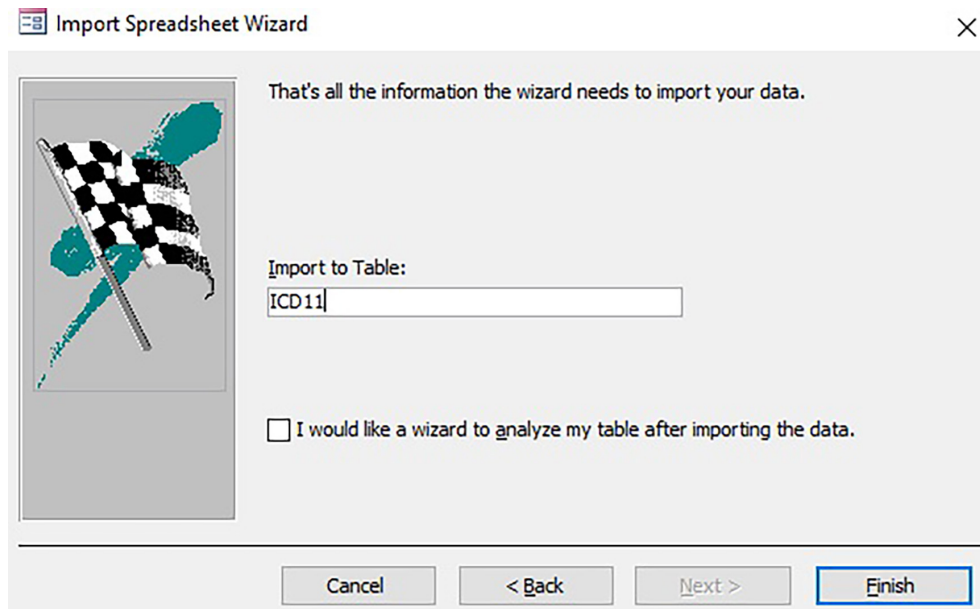 Import Spreadsheet Wizard
That's all the information the wizard needs to import your data.
Import to Table:
ICD11
I would like a wizard to analyze my table after importing the data.
Cancel
< Back
Next >
Finish